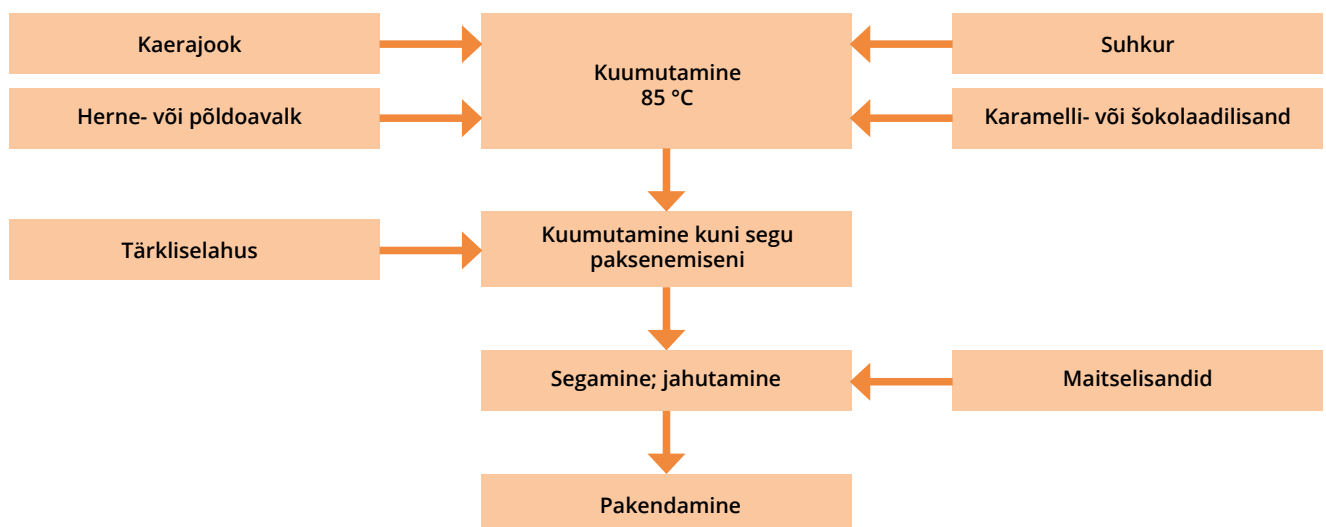 Kaerajook
Kuumutamine
85 °C
Suhkur
Herne- või põldoavalk
Karamelli- või šokolaadilisand
Tärkliselahus
Kuumutamine kuni segu
paksenemiseni
Segamine; jahutamine
Maitselisandid
Pakendamine